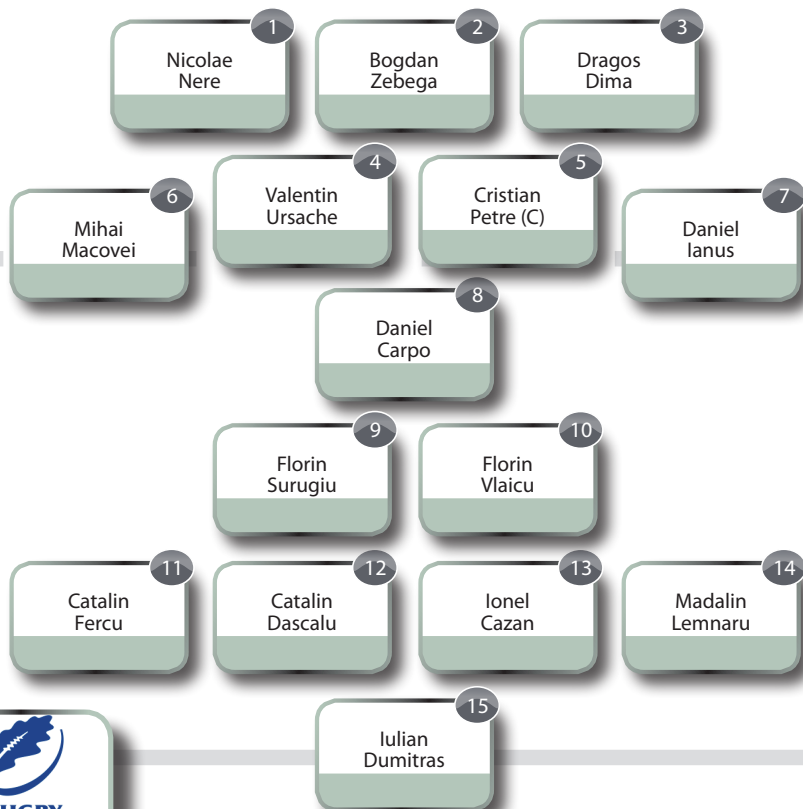 1
Nicolae
Nere
2
Bogdan
Zebega
3
Dragos
Dima
4
Valentin
Ursache
5
Cristian
Petre (C)
6
Mihai
Macovei
7
Daniel
Ianus
8
Daniel
Carpo
9
Florin
Surugiu
10
Florin
Vlaicu
11
Catalin
Fercu
12
Catalin
Dascalu
13
Ionel
Cazan
14
Madalin
Lemnaru
15
Iulian
Dumitras